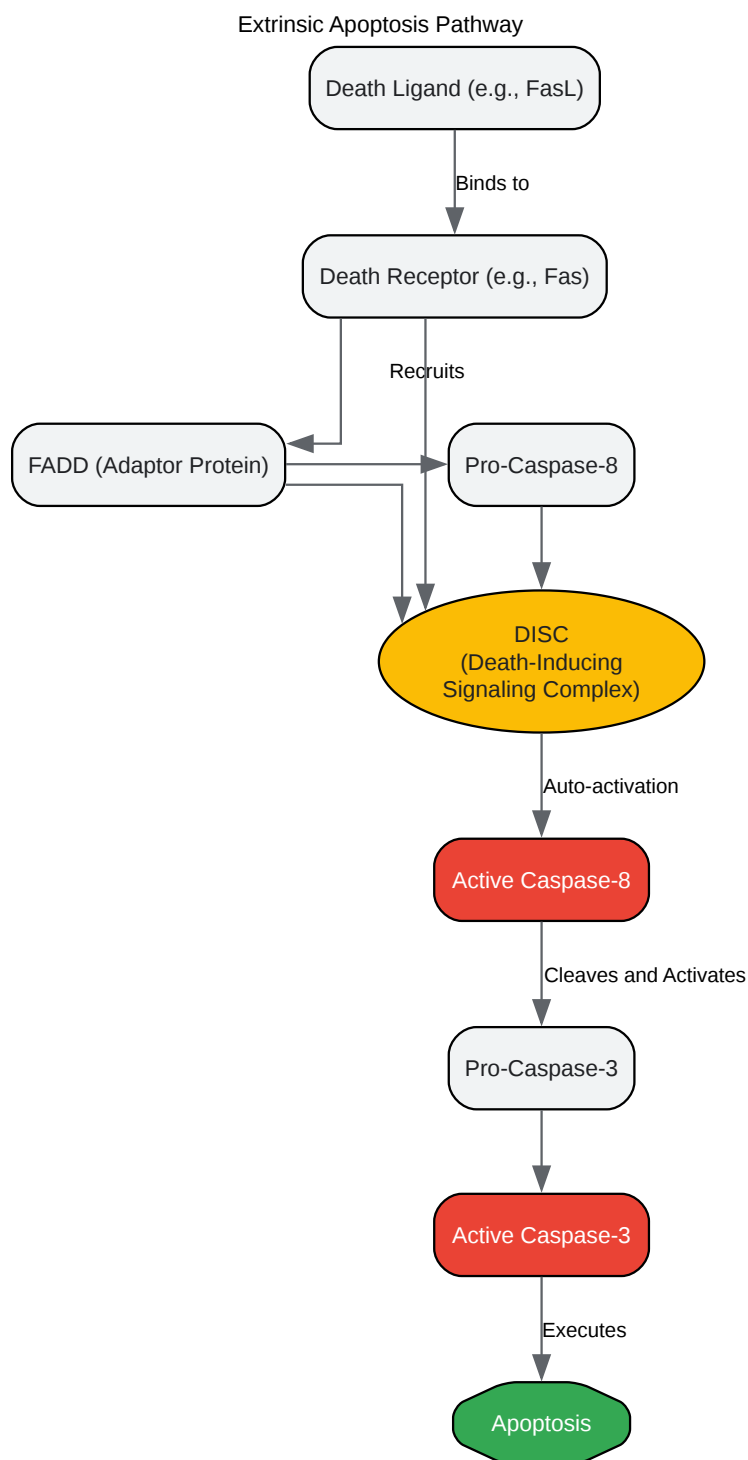 Extrinsic Apoptosis Pathway
Death Ligand (e.g., FasL)
Binds to
Death Receptor (e.g., Fas)
Recruits
FADD (Adaptor Protein)
Pro-Caspase-8
DISC
(Death-Inducing
Signaling Complex)
Auto-activation
Active Caspase-8
Cleaves and Activates
Pro-Caspase-3
Active Caspase-3
Executes
Apoptosis